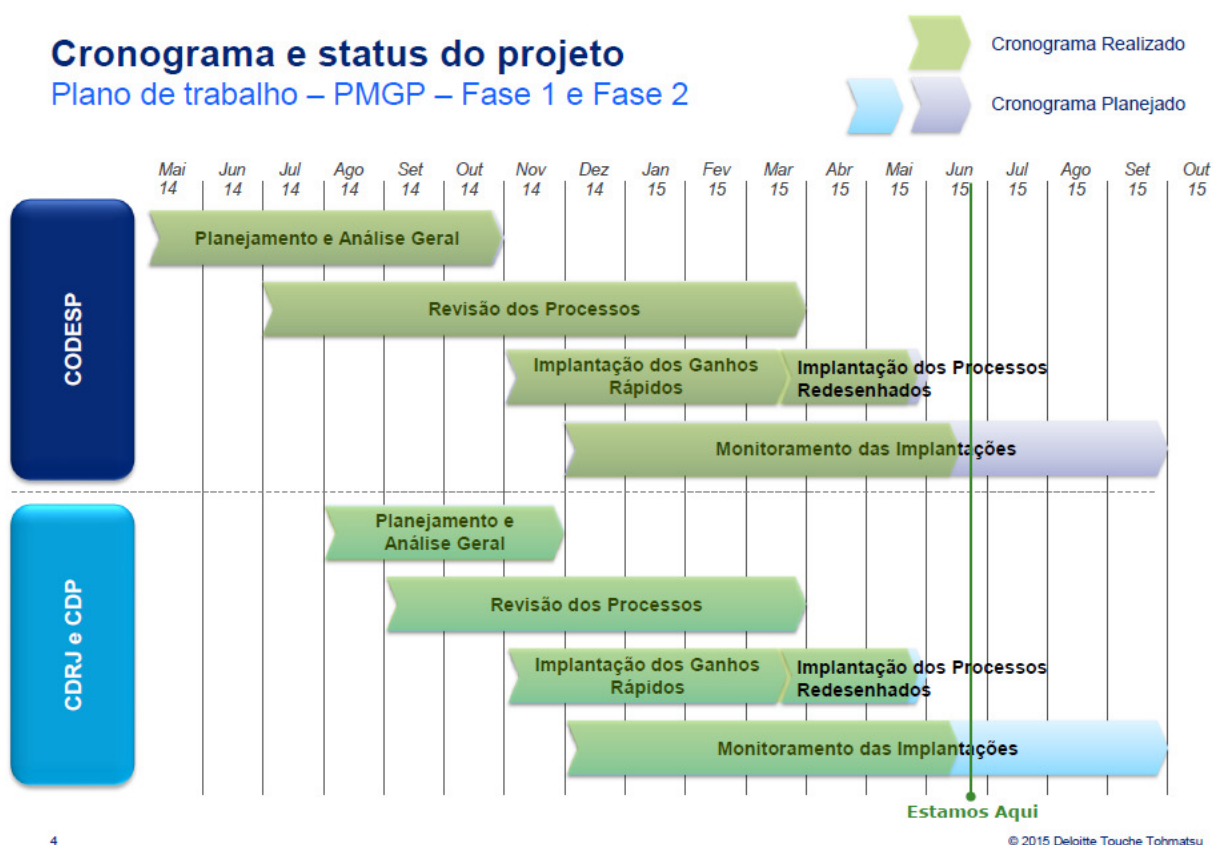 Cronograma e status do projeto
Plano de trabalho – PMGP – Fase 1 e Fase 2
Cronograma Realizado
Cronograma Planejado
Mai Jun Jul Ago Set Out Nov Dez Jan Fev Mar Abr Mai Jun Jul Ago Set Out
14 14 14 14 14 14 14 14 15 15 15 15 15 15 15 15 15 15
CODESP
Planejamento e Análise Geral
Revisão dos Processos
Implantação dos Ganhos
Rápidos
Implantação dos Processos
Redesenhados
Monitoramento das Implantações
CDRJ e CDP
Planejamento e
Análise Geral
Revisão dos Processos
Implantação dos Ganhos
Rápidos
Implantação dos Processos
Redesenhados
Monitoramento das Implantações
Estamos Aqui
4
© 2015 Deloitte Touche Tohmatsu